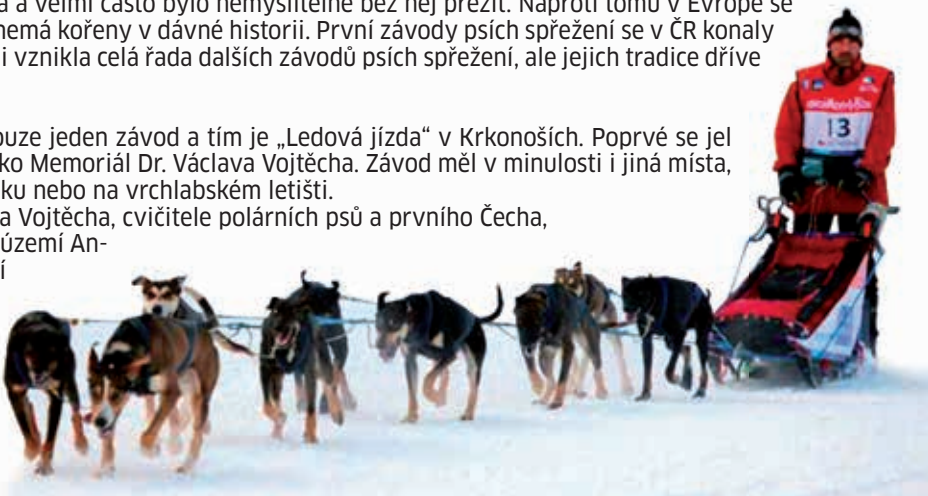 a a velmi často bylo nemyslitelné bez něj přežít. Naproti tomu v Evropě se
nemá kořeny v dávné historii. První závody psích spřežení se v ČR konaly
i vznikla celá řada dalších závodů psích spřežení, ale jejich tradice dříve
ouze jeden závod a tím je „Ledová jízda“ v Krkonoších. Poprvé se jel
ko Memoriál Dr. Václava Vojtěcha. Závod měl v minulosti i jiná místa,
ku nebo na vrchlabském letišti.
a Vojtěcha, cvičitele polárních psů a prvního Čecha,
území An-
í
13